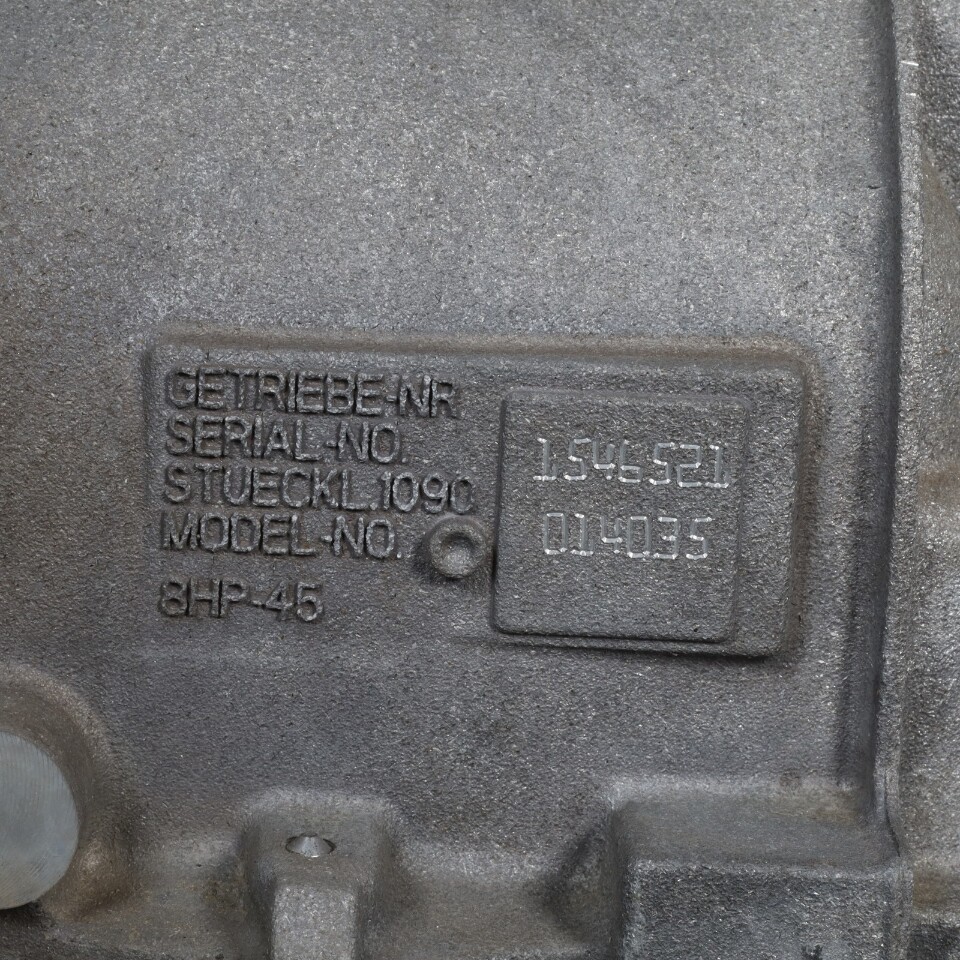 GETRIEBE-NR.
SERIAL-NO.
STUECKL.1090
MODEL-NO.
8HP-45
1546521
014035